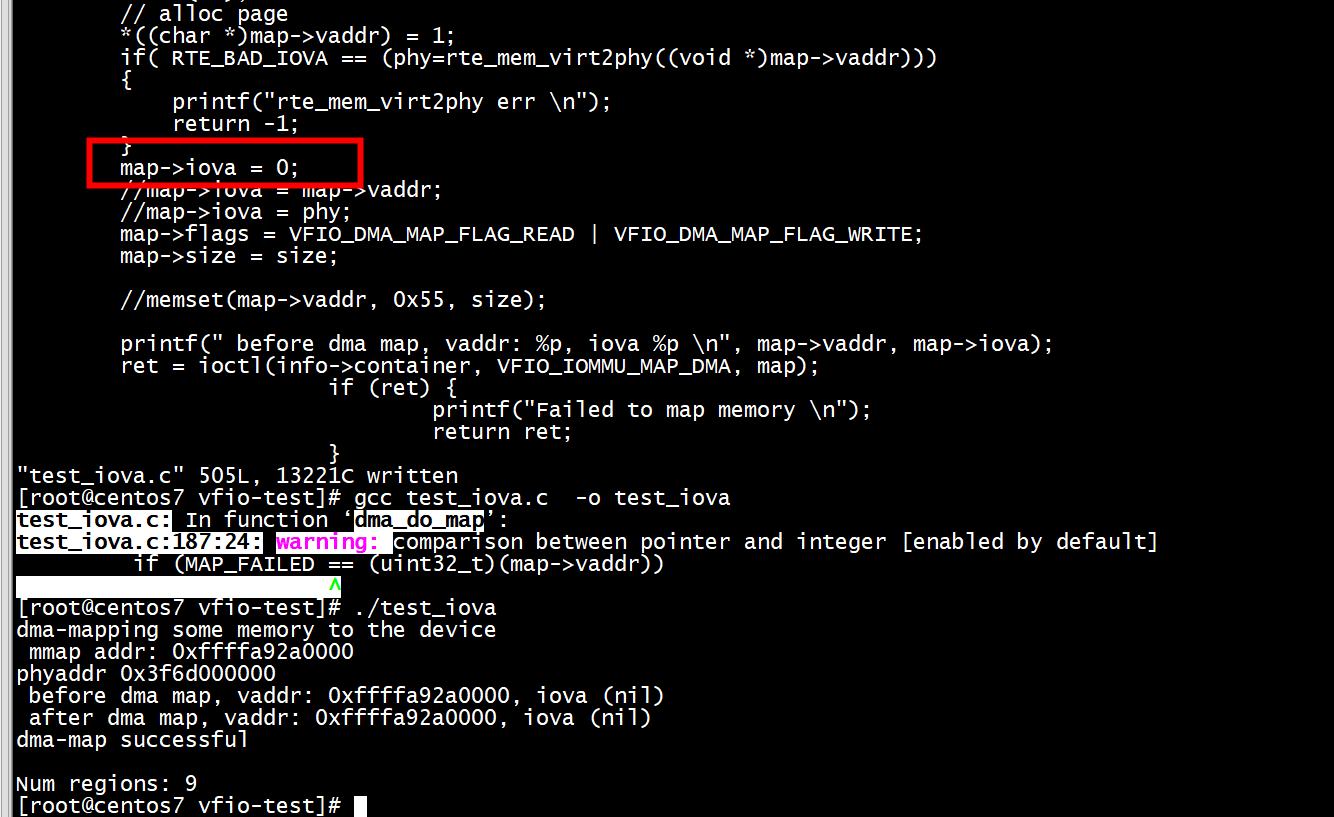 // alloc page
*((char *)map->vaddr) = 1;
if( RTE_BAD_IOVA == (phy=rte_mem_virt2phy((void *)map->vaddr)))
{
printf("rte_mem_virt2phy err \n");
return -1;
}
map->iova = 0;
//map->iova = map->vaddr;
//map->iova = phy;
map->flags = VFIO_DMA_MAP_FLAG_READ | VFIO_DMA_MAP_FLAG_WRITE;
map->size = size;
//memset(map->vaddr, 0x55, size);
printf(" before dma map, vaddr: %p, iova %p \n", map->vaddr, map->iova);
ret = ioctl(info->container, VFIO_IOMMU_MAP_DMA, map);
if (ret) {
printf("Failed to map memory \n");
return ret;
}
"test_iova.c" 505L, 13221C written
[root@centos7 vfio-test]# gcc test_iova.c  -o test_iova
test_iova.c: In function ‘dma_do_map’:
test_iova.c:187:24: warning: comparison between pointer and integer [enabled by default]
if (MAP_FAILED == (uint32_t)(map->vaddr))
^
[root@centos7 vfio-test]# ./test_iova
dma-mapping some memory to the device
mmap addr: 0xffffa92a0000
phyaddr 0x3f6d000000
before dma map, vaddr: 0xffffa92a0000, iova (nil)
after dma map, vaddr: 0xffffa92a0000, iova (nil)
dma-map successful
Num regions: 9
[root@centos7 vfio-test]#